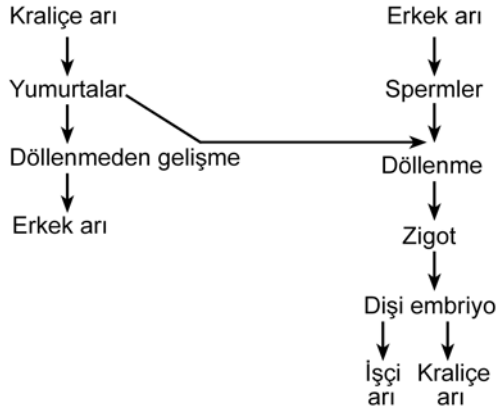 Kraliçe arı
Yumurtalar
Döllenmeden gelişme
Erkek arı
Erkek arı
Spermler
Döllenme
Zigot
Dişi embriyo
İşçi arı
Kraliçe arı